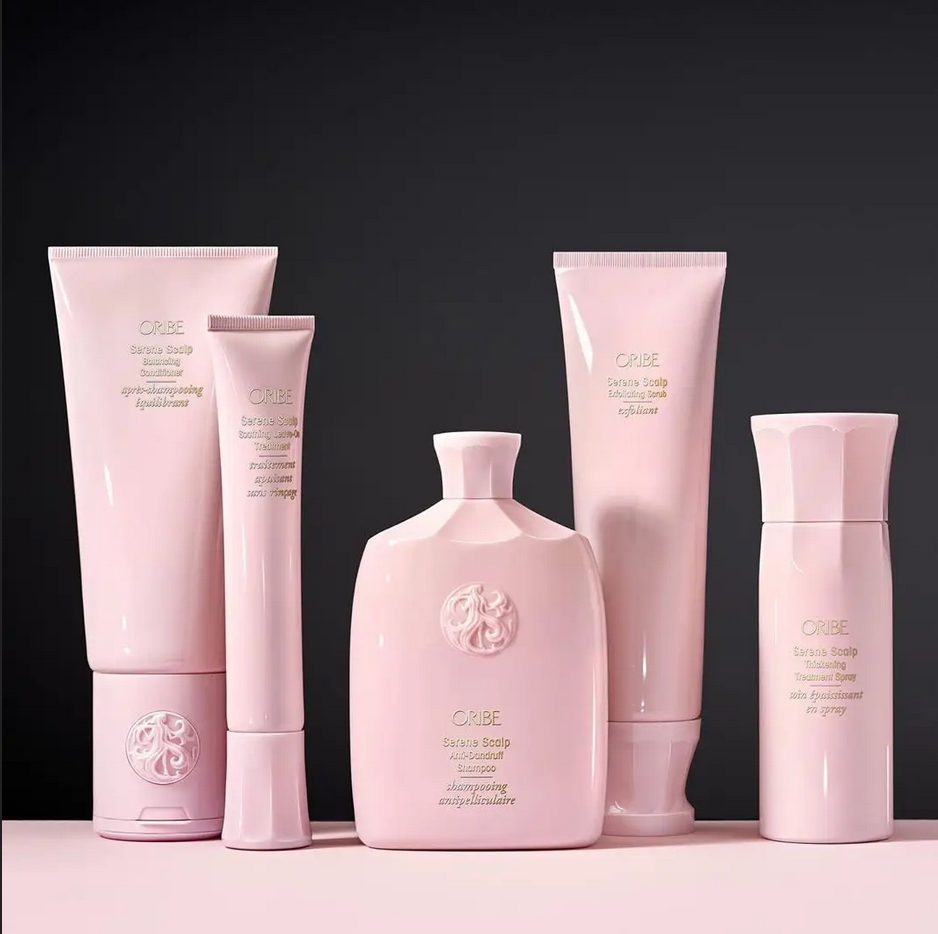 ORIBE
Serene Scalp
Balancing
Conditioner
après-shampooing
équilibrant
ORIBE
Serene Scalp
Soothing Leave-On
Treatment
traitement
apaisant
sans rinçage
ORIBE
Serene Scalp
Anti-Dandruff
Shampoo
shampooing
antipelliculaire
ORIBE
Serene Scalp
Exfoliating Scrub
exfoliant
ORIBE
Serene Scalp
Thickening
Treatment Spray
soin épaississant
en spray